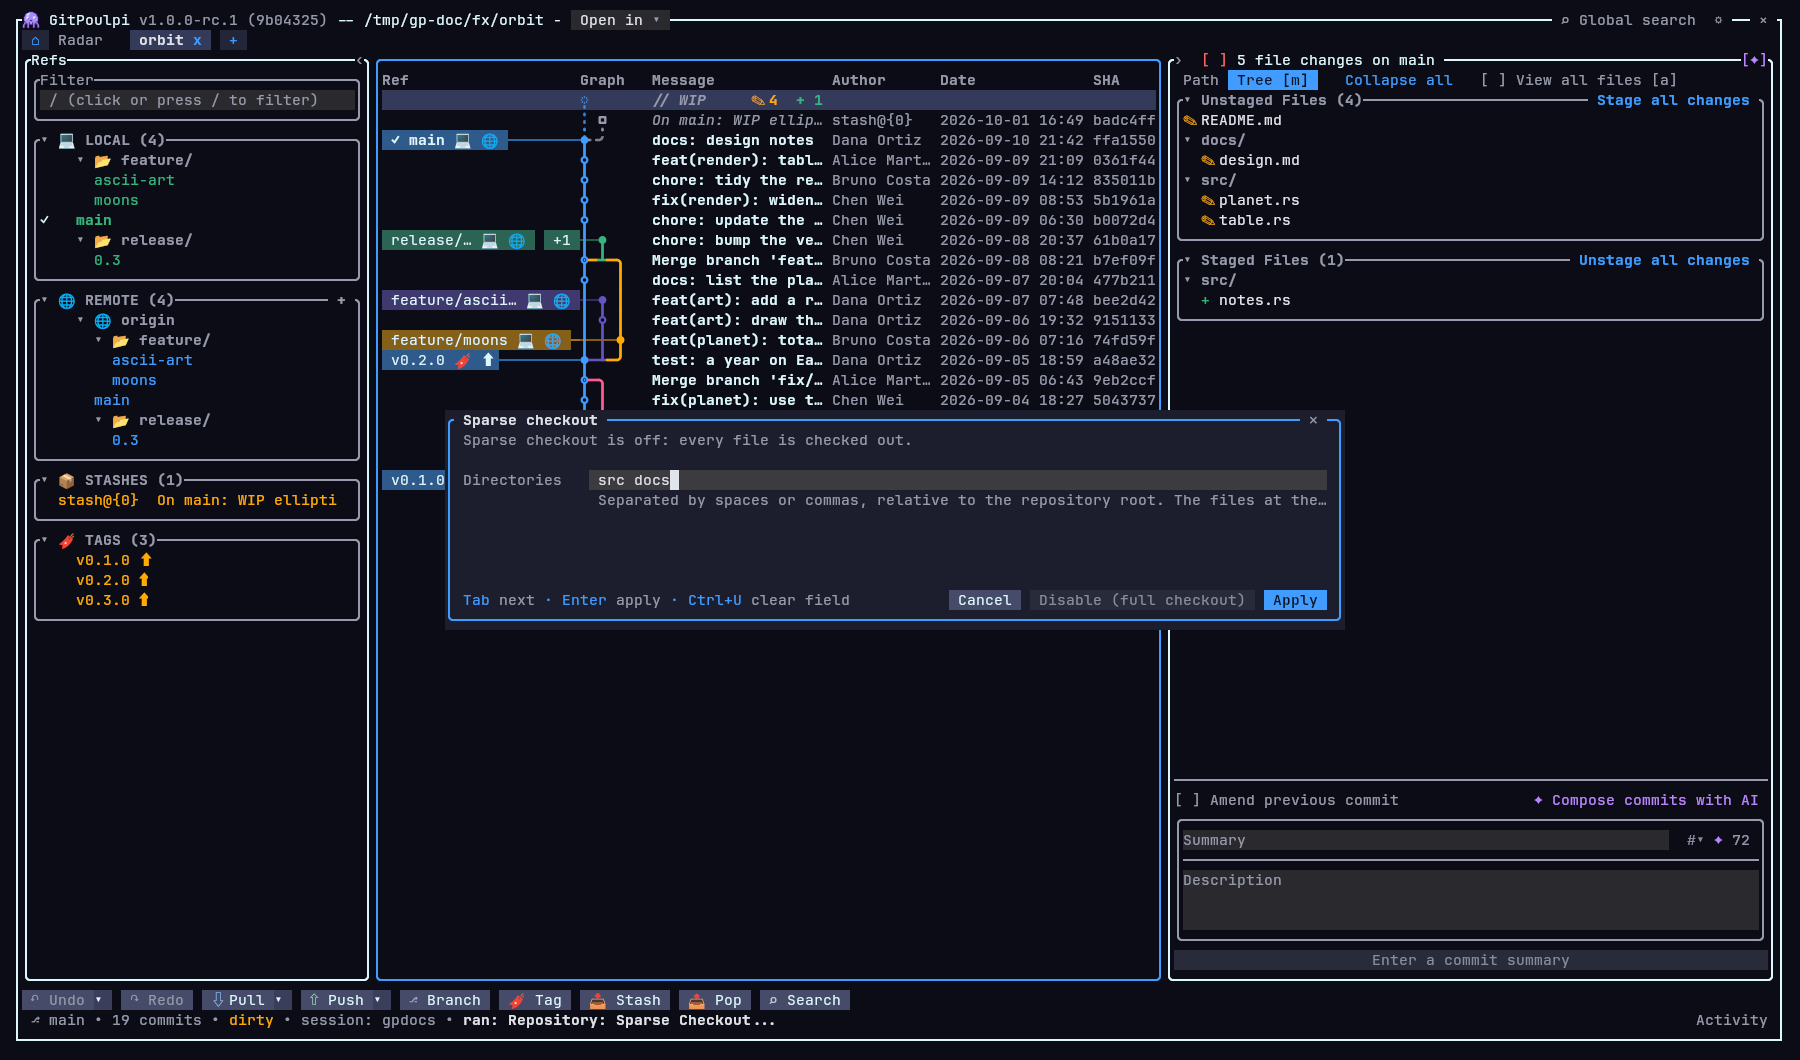 GitPoulpi v1.0.0-rc.1 (9b04325) -- /tmp/gp-doc/fx/orbit - Open in ▾ ⌕ Global search ☼ — ×
⌂ Radar orbit x +
Refs
Filter
/ (click or press / to filter)
▾ LOCAL (4)
▾ feature/
ascii-art
moons
✓ main
▾ release/
0.3
▾ REMOTE (4) +
▾ origin
▾ feature/
ascii-art
moons
main
▾ release/
0.3
▾ STASHES (1)
stash@{0} On main: WIP ellipti
▾ TAGS (3)
v0.1.0 ⬆
v0.2.0 ⬆
v0.3.0 ⬆
Ref Graph Message Author Date SHA
// WIP 4 + 1
On main: WIP ellip… stash@{0} 2026-10-01 16:49 badc4ff
✓ main docs: design notes Dana Ortiz 2026-09-10 21:42 ffa1550
feat(render): tabl… Alice Mart… 2026-09-09 21:09 0361f44
chore: tidy the re… Bruno Costa 2026-09-09 14:12 835011b
fix(render): widen… Chen Wei 2026-09-09 08:53 5b1961a
chore: update the … Chen Wei 2026-09-09 06:30 b0072d4
release/… +1 chore: bump the ve… Chen Wei 2026-09-08 20:37 61b0a17
Merge branch 'feat… Bruno Costa 2026-09-08 08:21 b7ef09f
docs: list the pla… Alice Mart… 2026-09-07 20:04 477b211
feature/ascii… feat(art): add a r… Dana Ortiz 2026-09-07 07:48 bee2d42
feat(art): draw th… Dana Ortiz 2026-09-06 19:32 9151133
feature/moons feat(planet): tota… Bruno Costa 2026-09-06 07:16 74fd59f
v0.2.0 ⬆ test: a year on Ea… Dana Ortiz 2026-09-05 18:59 a48ae32
Merge branch 'fix/… Alice Mart… 2026-09-05 06:43 9eb2ccf
fix(planet): use t… Chen Wei 2026-09-04 18:27 5043737
v0.1.0
Sparse checkout ×
Sparse checkout is off: every file is checked out.
Directories src docs
Separated by spaces or commas, relative to the repository root. The files at the…
Tab next · Enter apply · Ctrl+U clear field Cancel Disable (full checkout) Apply
[ ] 5 file changes on main [✦]
Path Tree [m] Collapse all [ ] View all files [a]
▾ Unstaged Files (4) Stage all changes
README.md
▾ docs/
design.md
▾ src/
planet.rs
table.rs
▾ Staged Files (1) Unstage all changes
▾ src/
+ notes.rs
[ ] Amend previous commit ✦ Compose commits with AI
Summary #▾ ✦ 72
Description
Enter a commit summary
Undo ▾ Redo Pull ▾ Push ▾ Branch Tag Stash Pop Search
main • 19 commits • dirty • session: gpdocs • ran: Repository: Sparse Checkout... Activity